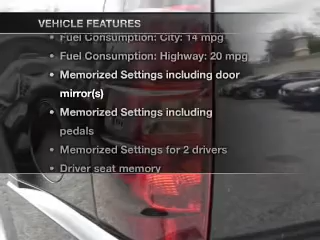 VEHICLE FEATURES
• Fuel Consumption: City: 14 mpg
• Fuel Consumption: Highway: 20 mpg
• Memorized Settings including door
mirror(s)
• Memorized Settings including
pedals
• Memorized Settings for 2 drivers
• Driver seat memory